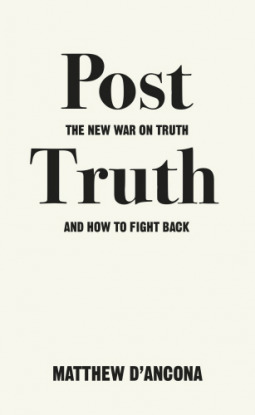 Post
THE NEW WAR ON TRUTH
Truth
AND HOW TO FIGHT BACK
MATTHEW D'ANCONA